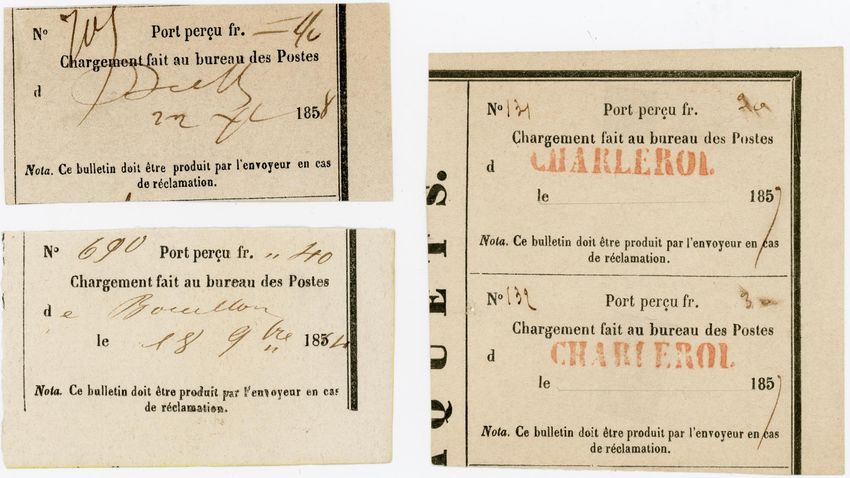 N° 705 Port perçu fr. = 40
Chargement fait au bureau des Postes
d
22 1858
Nota. Ce bulletin doit être produit par l'envoyeur en cas
de réclamation.
N° 690 Port perçu fr. " 40
Chargement fait au bureau des Postes
de Bouillon
le 18 9bre 1854
Nota. Ce bulletin doit être produit par l'envoyeur en cas
de réclamation.
QUETS.
N° 131 Port perçu fr.
Chargement fait au bureau des Postes
d CHARLEROI.
le 1857
Nota. Ce bulletin doit être produit par l'envoyeur en cas
de réclamation.
N° 132 Port perçu fr.
Chargement fait au bureau des Postes
d CHARLEROI.
le 1857
Nota. Ce bulletin doit être produit par l'envoyeur en cas
de réclamation.